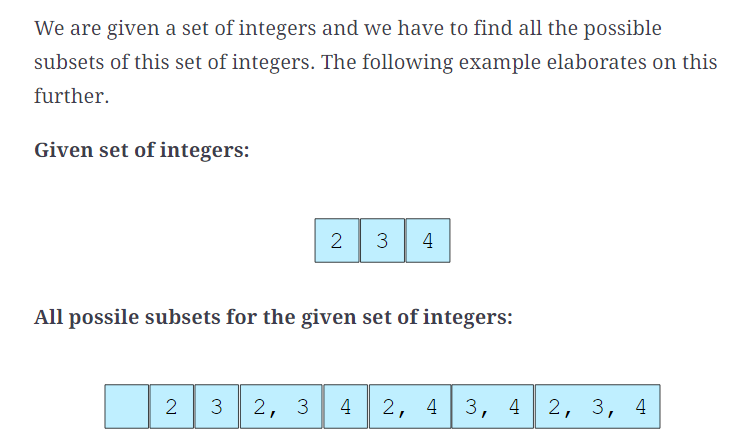 We are given a set of integers and we have to find all the possible
subsets of this set of integers. The following example elaborates on this
further.
Given set of integers:
2 3 4
All possile subsets for the given set of integers:
2 3 2, 3 4 2, 4 3, 4 2, 3, 4